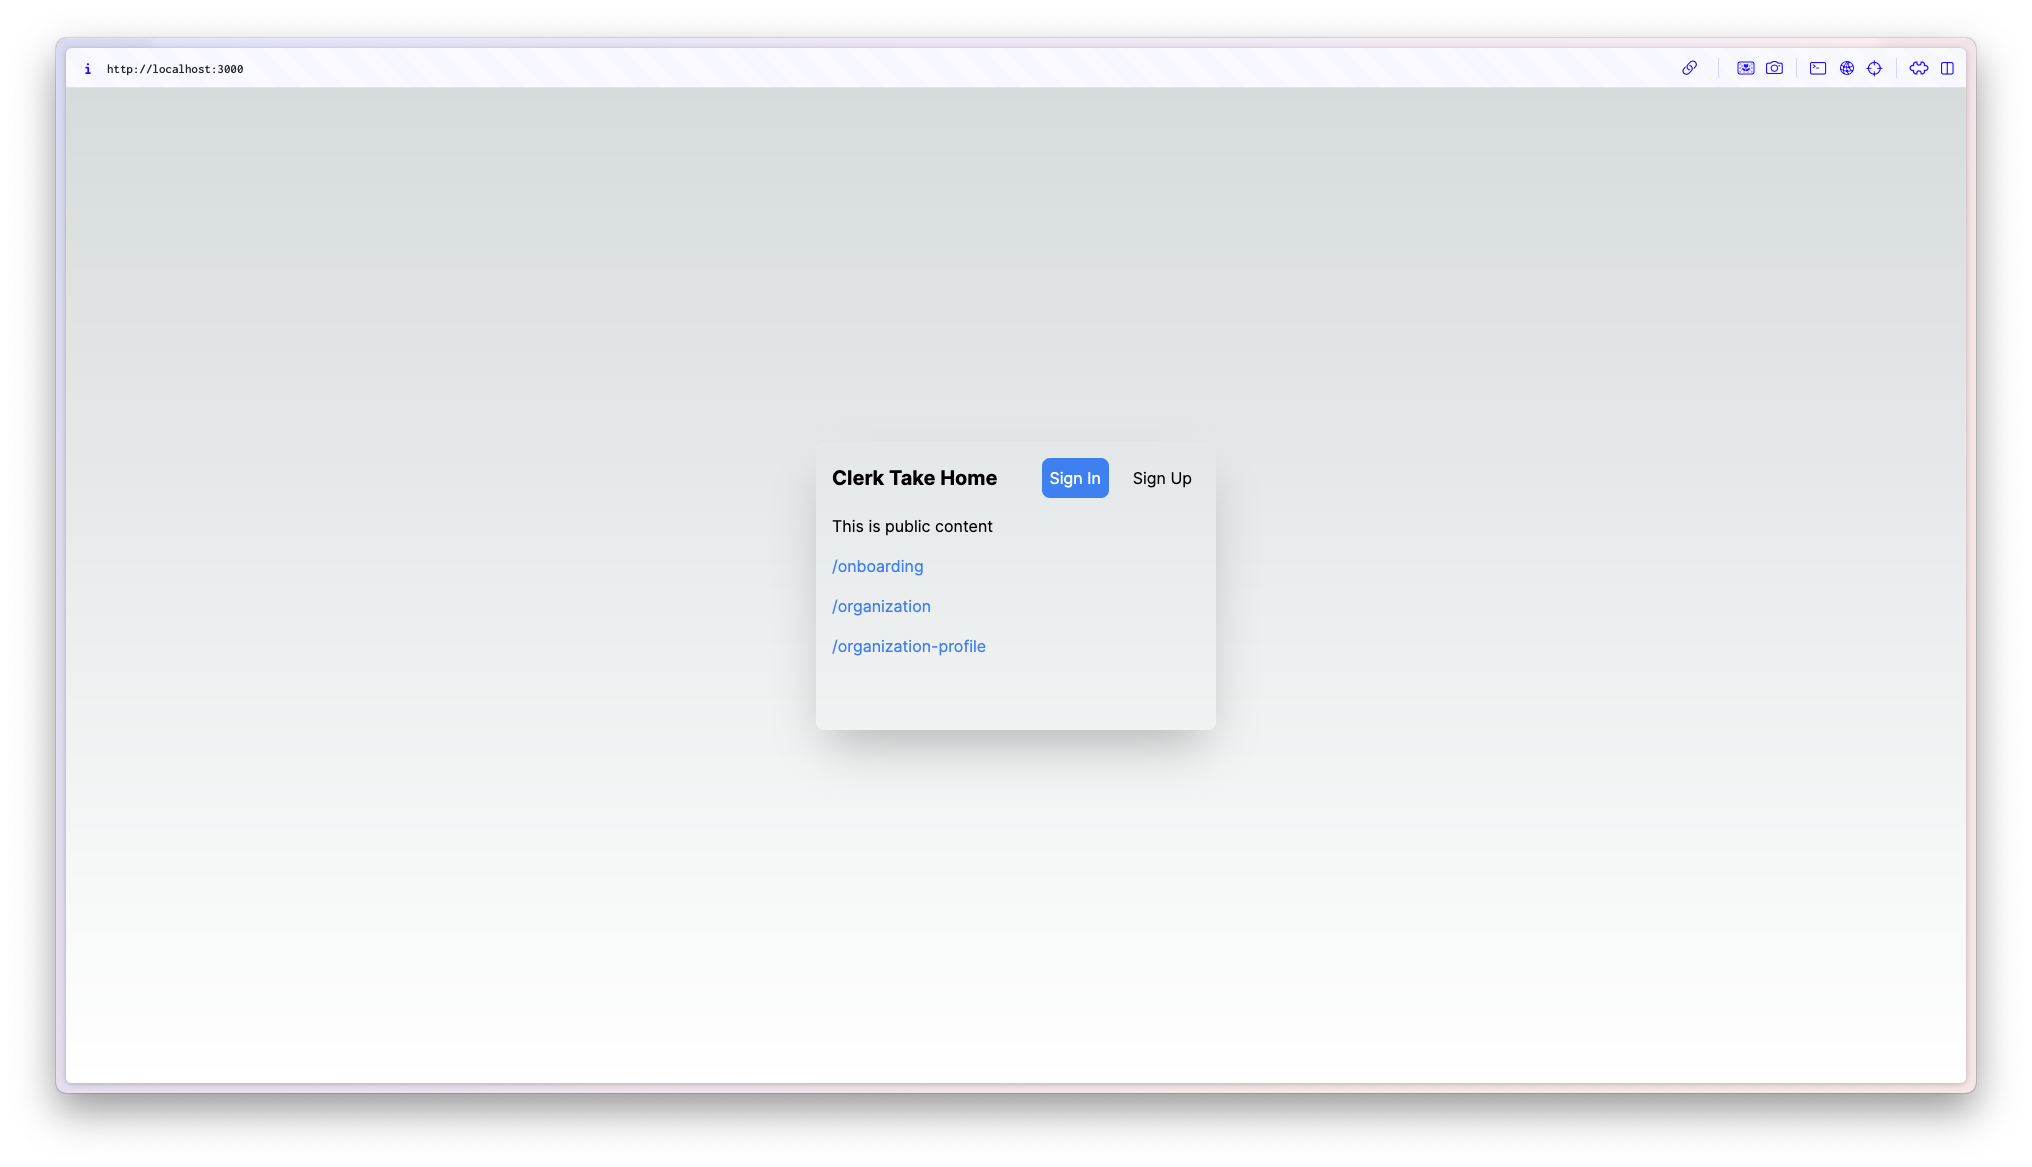 i http://localhost:3000
Clerk Take Home Sign In Sign Up
This is public content
/onboarding
/organization
/organization-profile